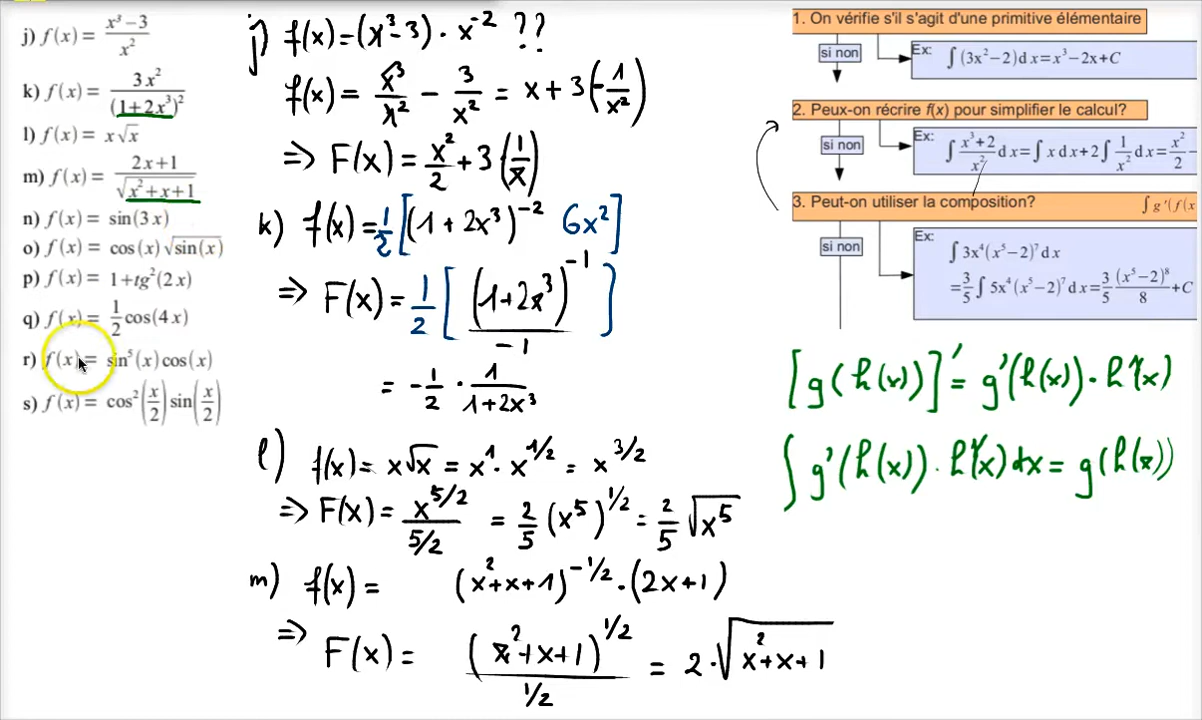 j) f(x)= (x³−3)/x²
k) f(x)= 3x²/(1+2x³)²
l) f(x)= x√x
m) f(x)= (2x+1)/√(x²+x+1)
n) f(x)= sin(3x)
o) f(x)= cos(x)√sin(x)
p) f(x)= 1+tg²(2x)
q) f(x)= 1/2 cos(4x)
r) f(x)= sin⁵(x)cos(x)
s) f(x)= cos²(x/2)sin(x/2)
j) f(x)=(x³-3)·x⁻² ??
f(x)= x³/x² − 3/x² = x+3(−1/x²)
=> F(x)= x²/2 +3(1/x)
k) f(x)=1/2[(1+2x³)⁻² 6x²]
=> F(x)= 1/2[(1+2x³)⁻¹/−1]
= -1/2 · 1/(1+2x³)
l) f(x)= x√x = x¹·x^1/2 = x^3/2
=> F(x)= x^5/2/(5/2) = 2/5 (x⁵)^1/2 = 2/5 √x⁵
m) f(x)= (x²+x+1)^−1/2·(2x+1)
=> F(x)= (x²+x+1)^1/2/(1/2) = 2·√(x²+x+1)
1. On vérifie s'il s'agit d'une primitive élémentaire
si non
Ex: ∫(3x²−2)dx=x³−2x+C
2. Peux-on récrire f(x) pour simplifier le calcul?
si non
Ex: ∫(x³+2)/x² dx=∫x dx+2∫1/x² dx=x²/2 −
3. Peut-on utiliser la composition? ∫g'(f(x
si non
Ex:
∫3x⁴(x⁵−2)⁷dx
=3/5∫5x⁴(x⁵−2)⁷dx=3/5 (x⁵−2)⁸/8+C
[g(h(x))]'= g'(h(x))·h'(x)
∫g'(h(x))·h'(x)dx= g(h(x))